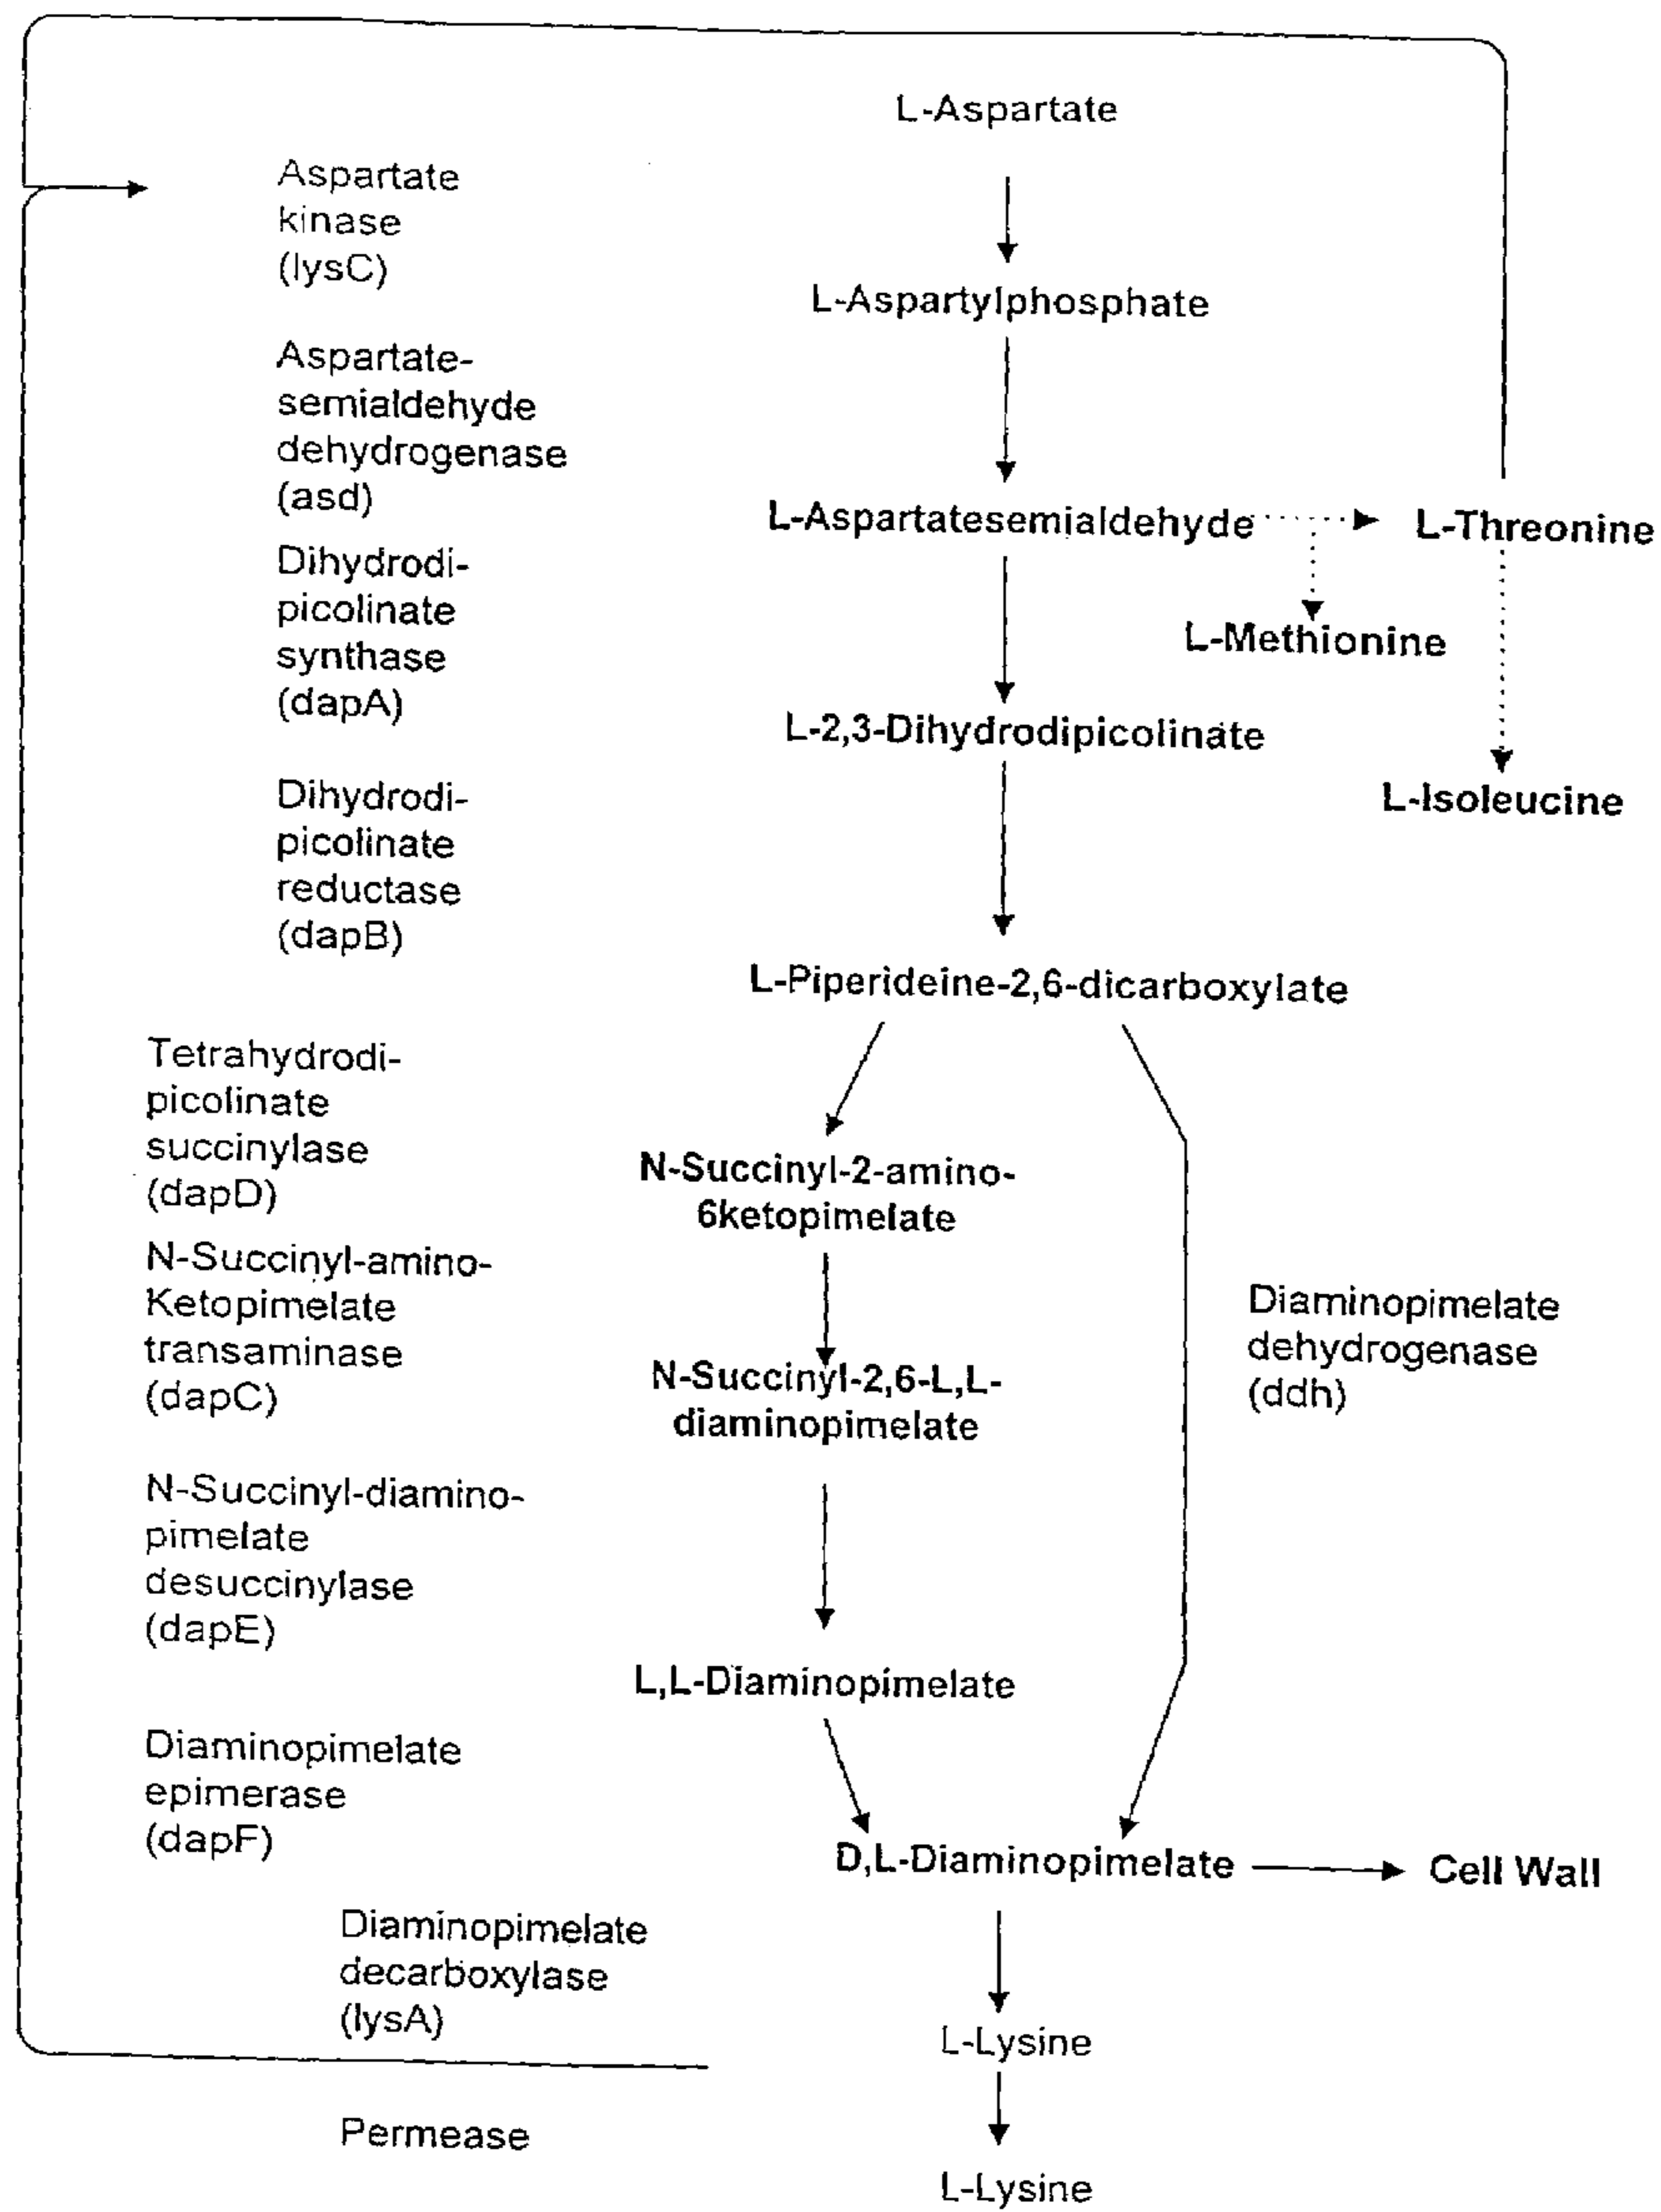 L-Aspartate
Aspartate
kinase
(lysC)
L-Aspartylphosphate
Aspartate-
semialdehyde
dehydrogenase
(asd)
L-Aspartatesemialdehyde
L-Threonine
Dihydrodi-
picolinate
synthase
(dapA)
L-Methionine
L-2,3-Dihydrodipicolinate
L-Isoleucine
Dihydrodi-
picolinate
reductase
(dapB)
L-Piperideine-2,6-dicarboxylate
Tetrahydrodi-
picolinate
succinylase
(dapD)
N-Succinyl-2-amino-
6ketopimelate
N-Succinyl-amino-
Ketopimelate
transaminase
(dapC)
Diaminopimelate
dehydrogenase
(ddh)
N-Succinyl-2,6-L,L-
diaminopimelate
N-Succinyl-diamino-
pimelate
desuccinylase
(dapE)
L,L-Diaminopimelate
Diaminopimelate
epimerase
(dapF)
D,L-Diaminopimelate
Cell Wall
Diaminopimelate
decarboxylase
(lysA)
L-Lysine
Permease
L-Lysine